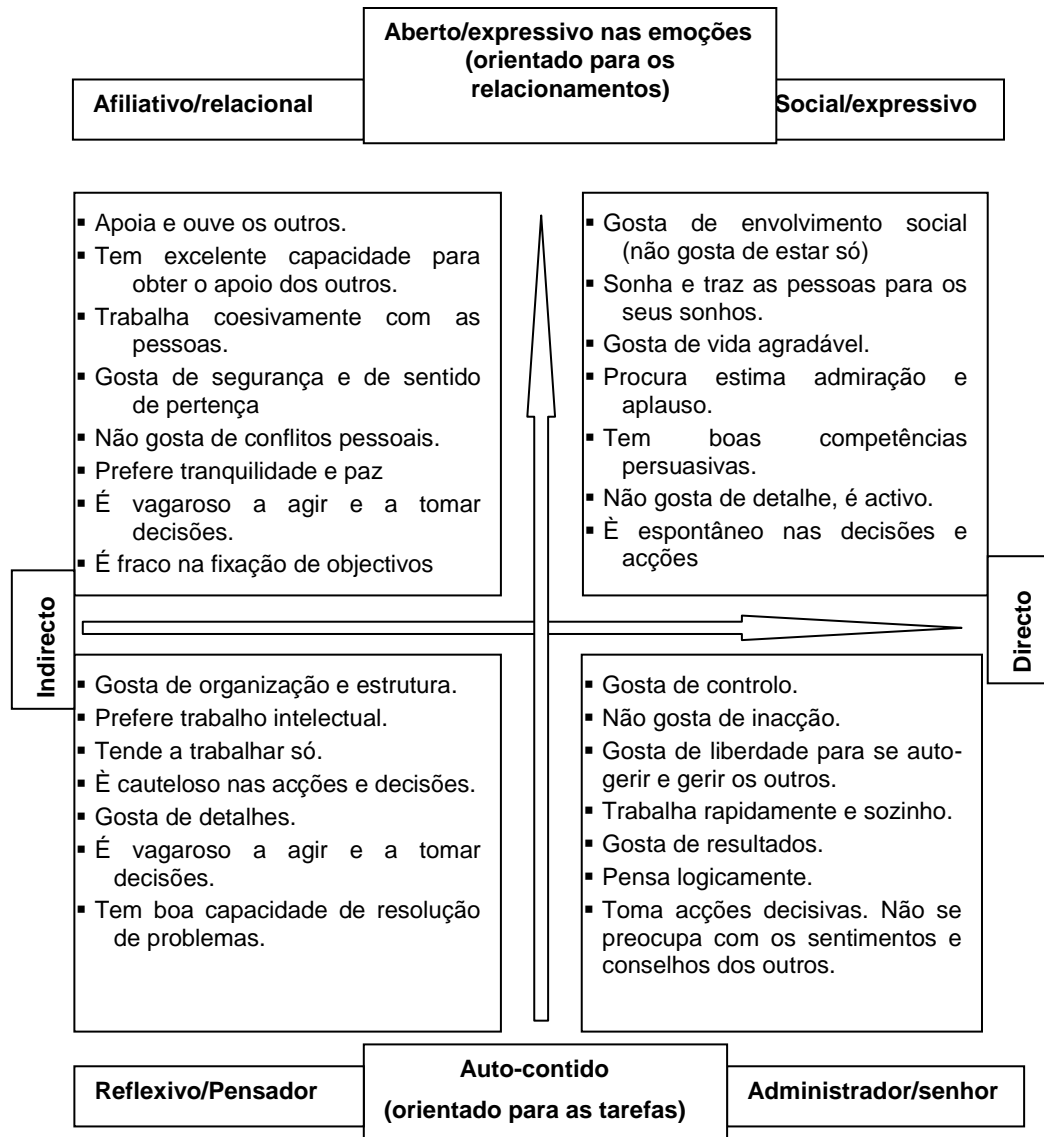 Aberto/expressivo nas emoções
(orientado para os
relacionamentos)
Afiliativo/relacional
Social/expressivo
▪ Apoia e ouve os outros.
▪ Tem excelente capacidade para
obter o apoio dos outros.
▪ Trabalha coesivamente com as
pessoas.
▪ Gosta de segurança e de sentido
de pertença
▪ Não gosta de conflitos pessoais.
▪ Prefere tranquilidade e paz
▪ É vagaroso a agir e a tomar
decisões.
▪ É fraco na fixação de objectivos
▪ Gosta de envolvimento social
(não gosta de estar só)
▪ Sonha e traz as pessoas para os
seus sonhos.
▪ Gosta de vida agradável.
▪ Procura estima admiração e
aplauso.
▪ Tem boas competências
persuasivas.
▪ Não gosta de detalhe, é activo.
▪ È espontâneo nas decisões e
acções
Indirecto
Directo
▪ Gosta de organização e estrutura.
▪ Prefere trabalho intelectual.
▪ Tende a trabalhar só.
▪ È cauteloso nas acções e decisões.
▪ Gosta de detalhes.
▪ É vagaroso a agir e a tomar
decisões.
▪ Tem boa capacidade de resolução
de problemas.
▪ Gosta de controlo.
▪ Não gosta de inacção.
▪ Gosta de liberdade para se auto-
gerir e gerir os outros.
▪ Trabalha rapidamente e sozinho.
▪ Gosta de resultados.
▪ Pensa logicamente.
▪ Toma acções decisivas. Não se
preocupa com os sentimentos e
conselhos dos outros.
Reflexivo/Pensador
Auto-contido
(orientado para as tarefas)
Administrador/senhor